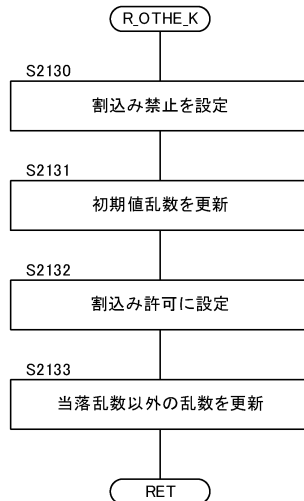 R_OTHE_K
S2130
割込み禁止を設定
S2131
初期値乱数を更新
S2132
割込み許可に設定
S2133
当落乱数以外の乱数を更新
RET